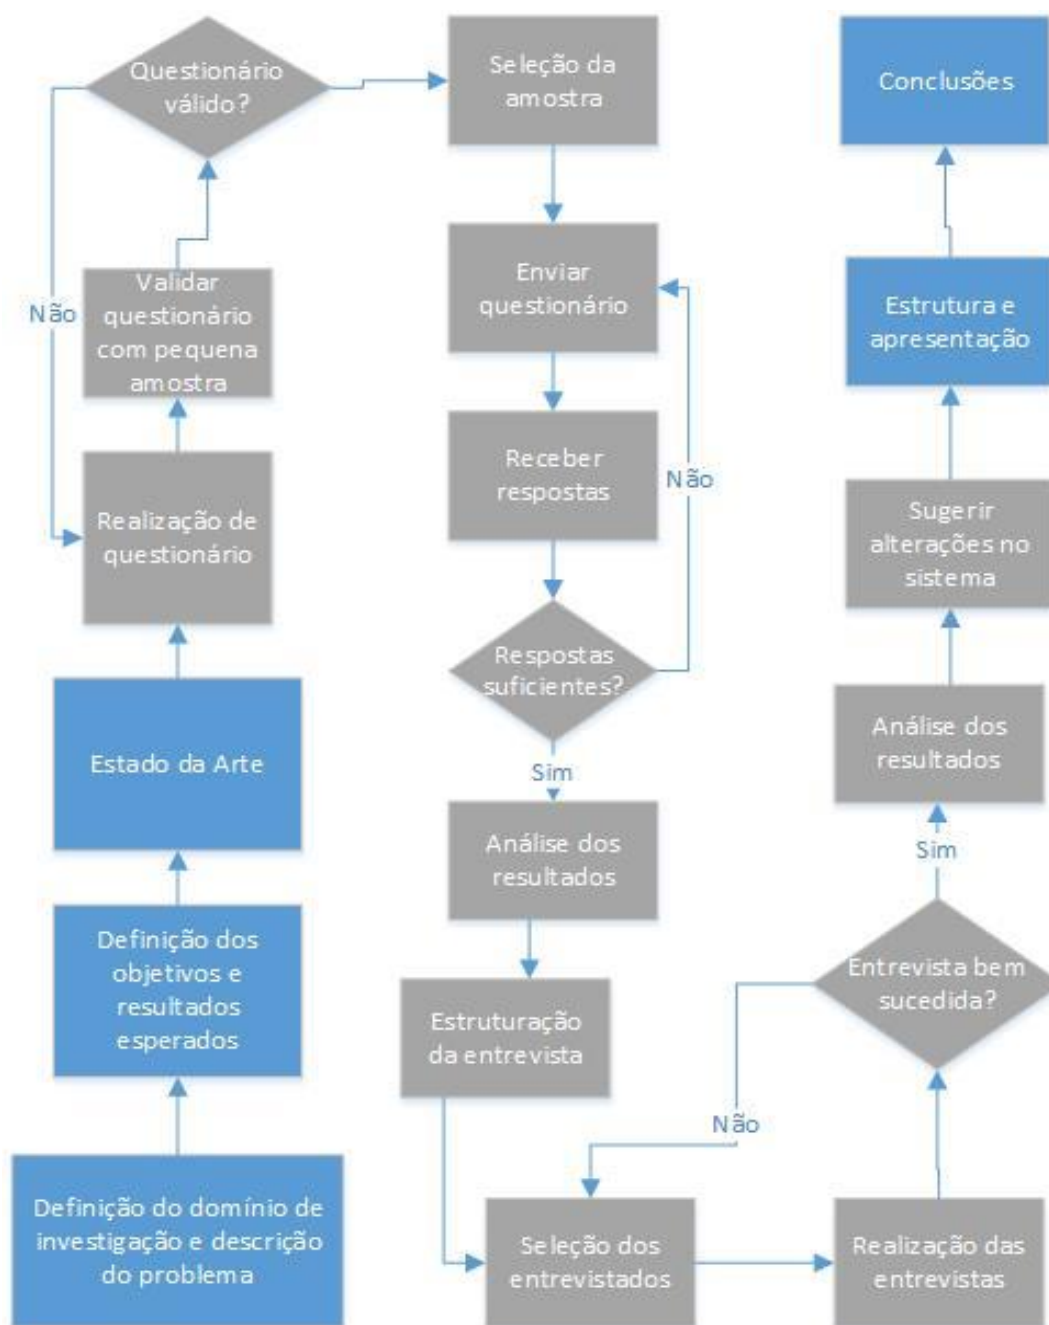 Questionário
válido?
Seleção da
amostra
Conclusões
Enviar
questionário
Validar
questionário
com pequena
amostra
Não
Estrutura e
apresentação
Receber
respostas
Não
Realização de
questionário
Sugerir
alterações no
sistema
Respostas
suficientes?
Análise dos
resultados
Estado da Arte
Sim
Análise dos
resultados
Sim
Definição dos
objetivos e
resultados
esperados
Entrevista bem
sucedida?
Estruturação
da entrevista
Não
Definição do domínio de
investigação e descrição
do problema
Seleção dos
entrevistados
Realização das
entrevistas